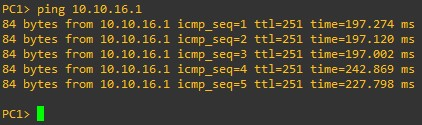 PC1> ping 10.10.16.1
84 bytes from 10.10.16.1 icmp_seq=1 ttl=251 time=197.274 ms
84 bytes from 10.10.16.1 icmp_seq=2 ttl=251 time=197.120 ms
84 bytes from 10.10.16.1 icmp_seq=3 ttl=251 time=197.002 ms
84 bytes from 10.10.16.1 icmp_seq=4 ttl=251 time=242.869 ms
84 bytes from 10.10.16.1 icmp_seq=5 ttl=251 time=227.798 ms
PC1>